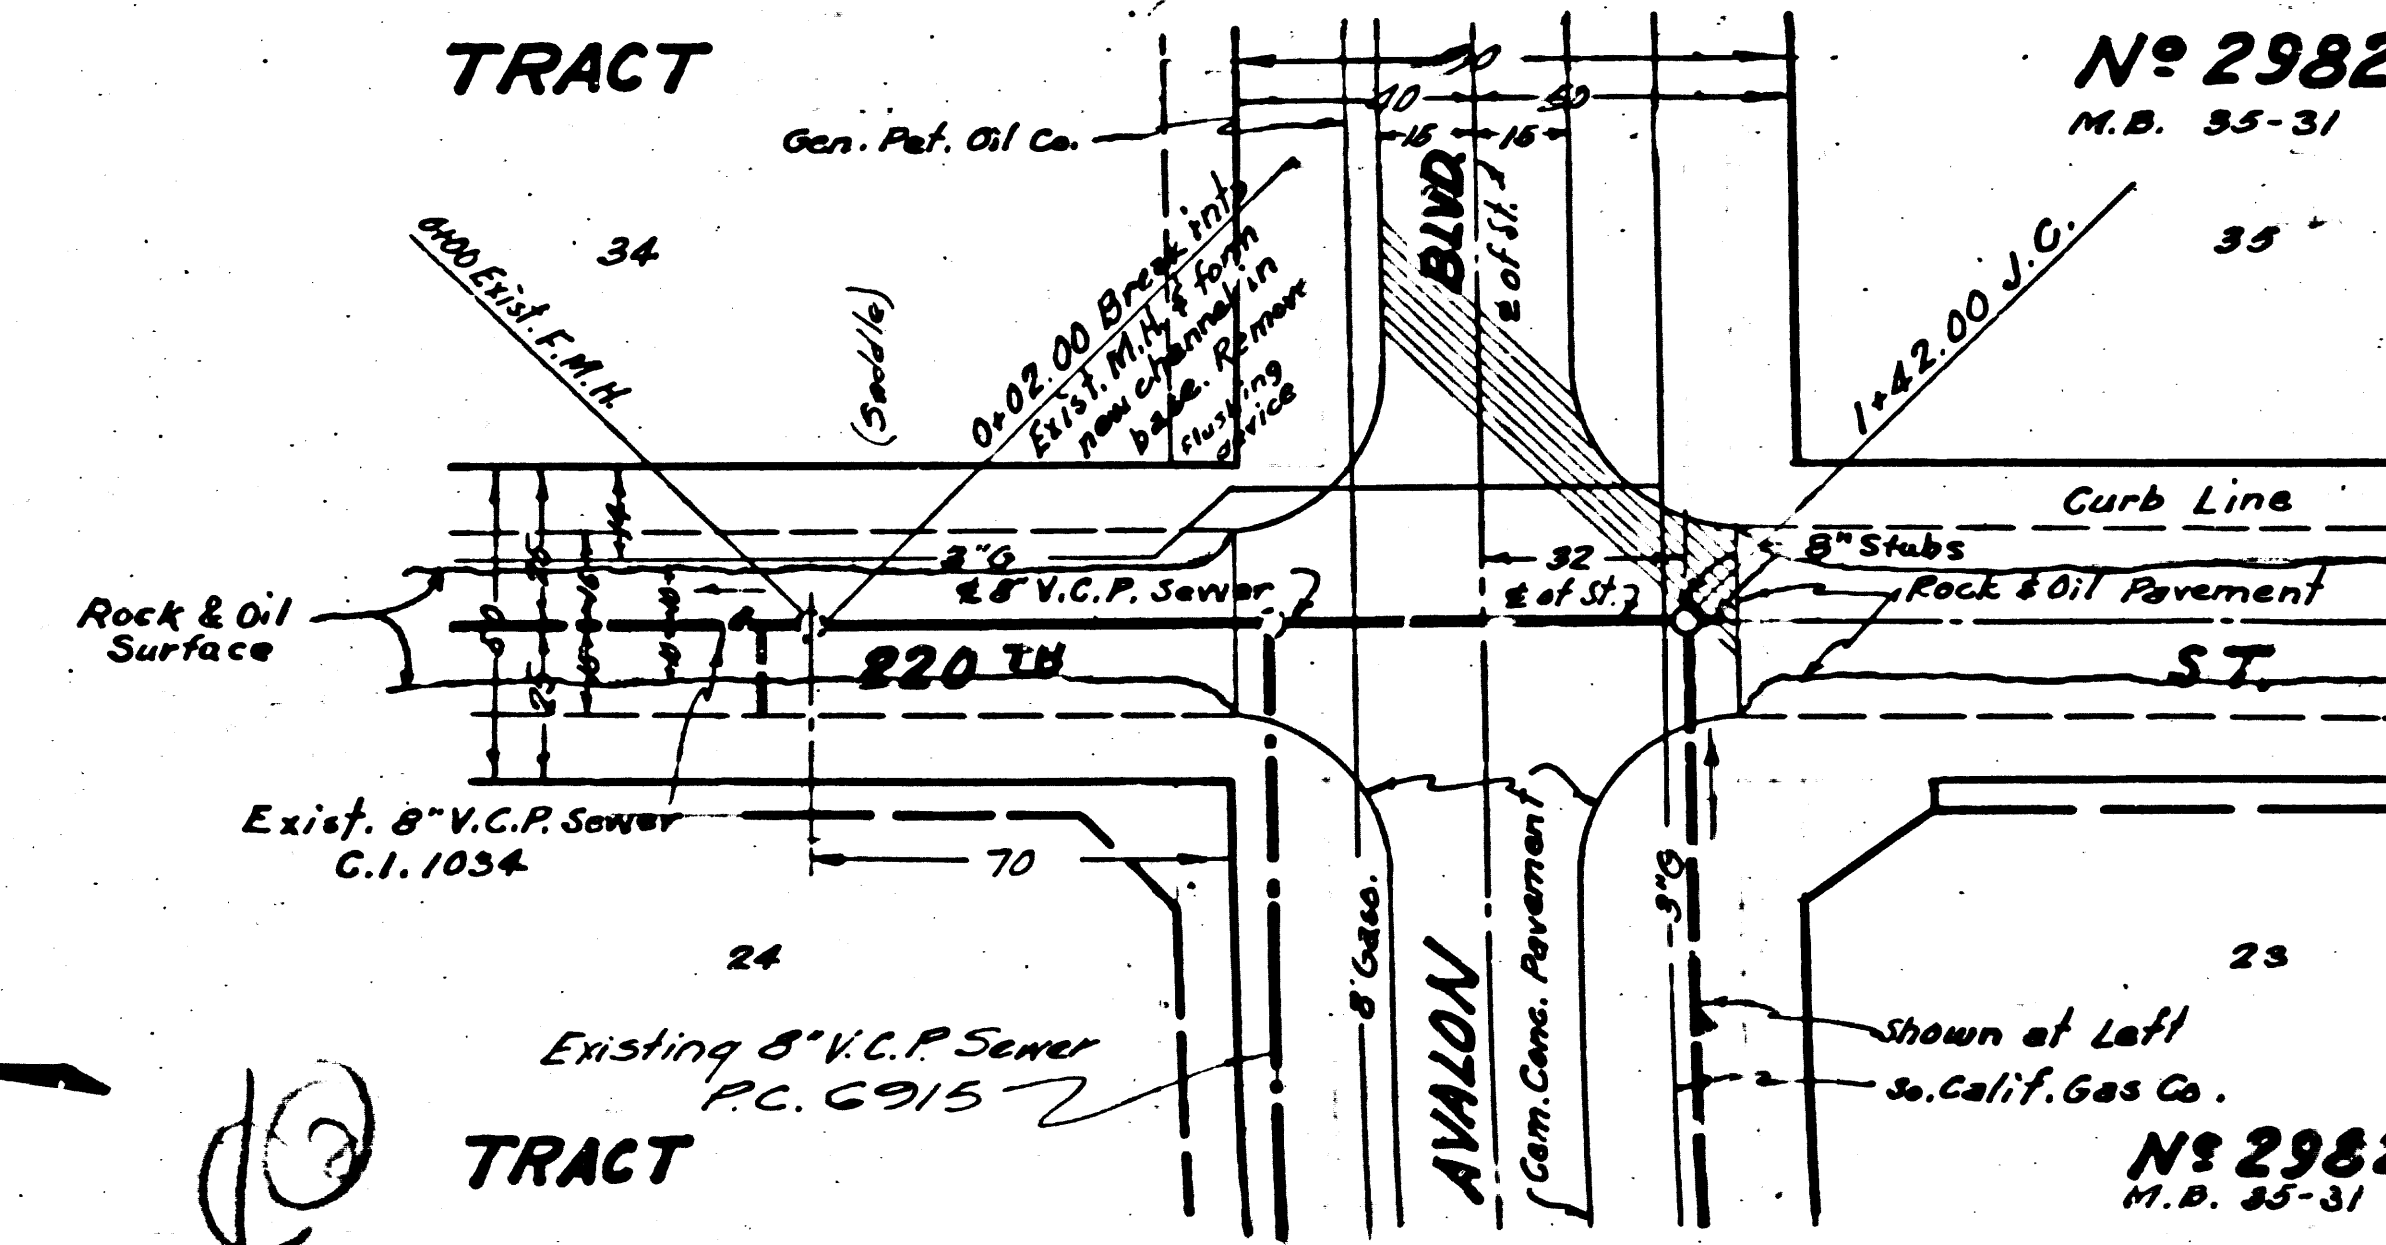 TRACT
Nº 2982
M.B. 35-31
Gen. Pet. Oil Co.
40
50
15
15
BLVD
₵ of St.
0+00 Exist. F.M.H.
34
(Saddle)
0+02.00 Break into
Exist. M.H. & form
new channel in
base. Remove
flushing
device
1+42.00 J.C.
35
Curb Line
14
3"G
8" Stubs
32
₵ 8" V.C.P. Sewer
₵ of St.
Rock & Oil Pavement
Rock & Oil
Surface
220 TH
ST.
25
Exist. 8" V.C.P. Sewer
C.I. 1034
70
8" Gaso.
Cem. Conc. Pavement
3"G
24
23
AVALON
Existing 8" V.C.P. Sewer
P.C. 6915
Shown at Left
So. Calif. Gas Co.
TRACT
Nº 2982
M.B. 35-31